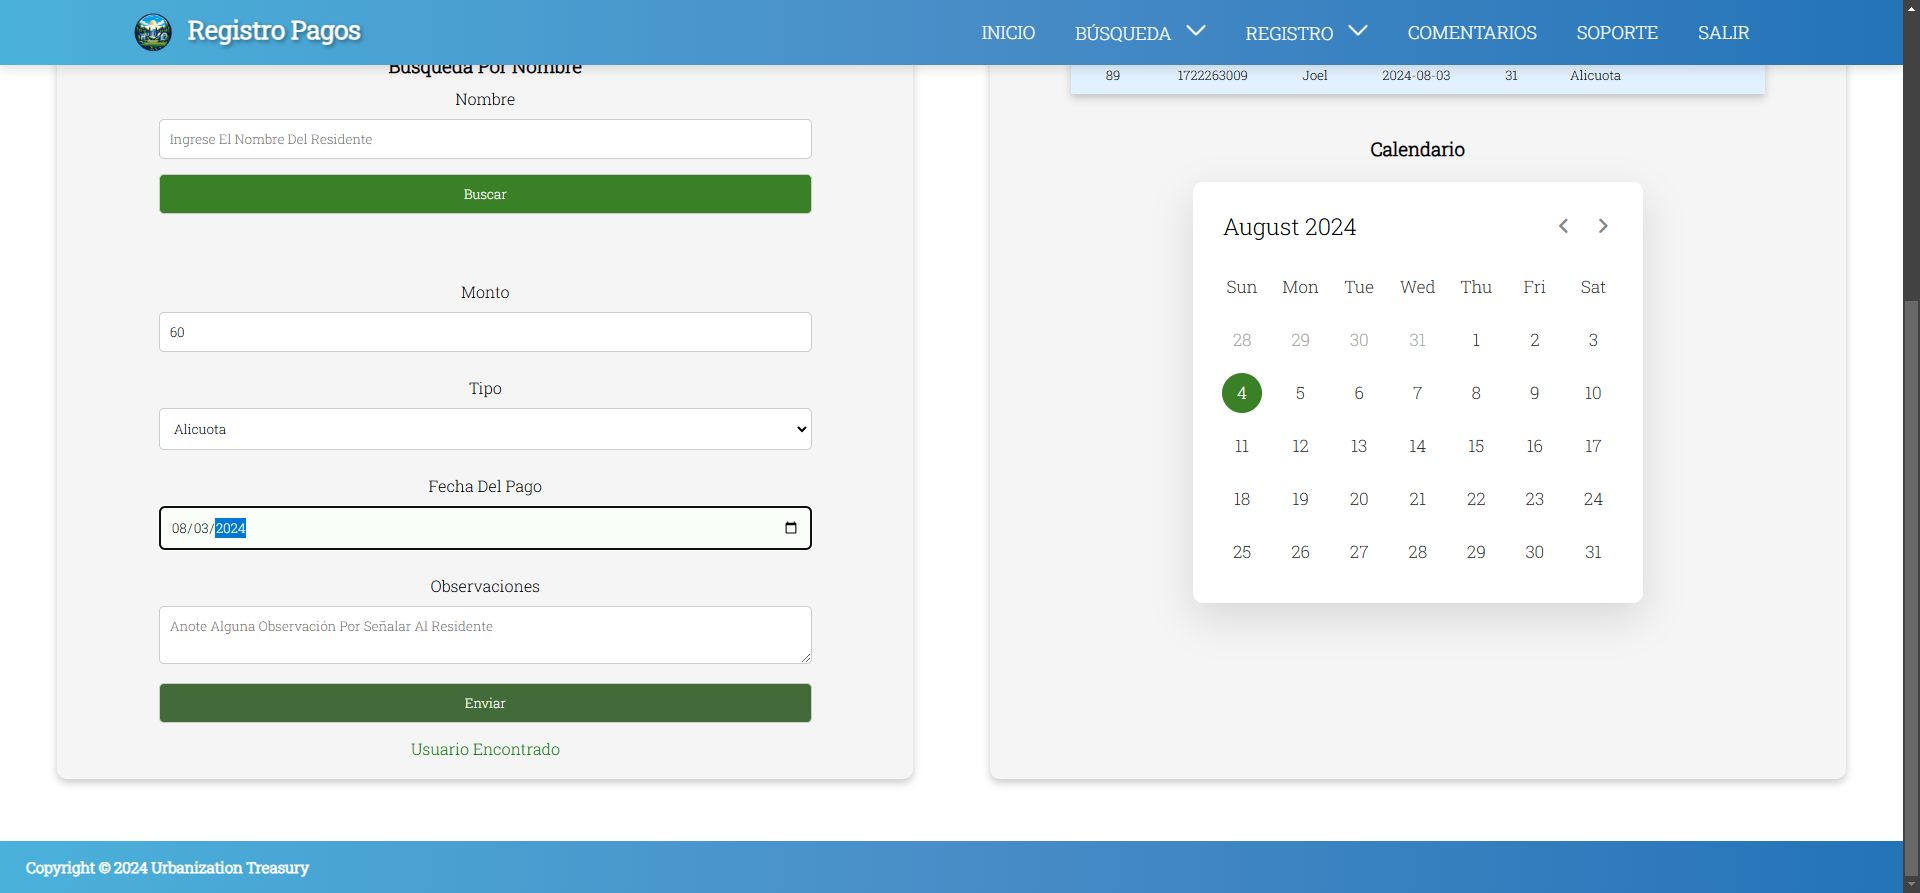 Registro Pagos
INICIO BÚSQUEDA REGISTRO COMENTARIOS SOPORTE SALIR
Búsqueda Por Nombre
Nombre
Ingrese El Nombre Del Residente
Buscar
Monto
60
Tipo
Alicuota
Fecha Del Pago
08/03/2024
Observaciones
Anote Alguna Observación Por Señalar Al Residente
Enviar
Usuario Encontrado
89 1722263009 Joel 2024-08-03 31 Alicuota
Calendario
August 2024
Sun Mon Tue Wed Thu Fri Sat
28 29 30 31 1 2 3
4 5 6 7 8 9 10
11 12 13 14 15 16 17
18 19 20 21 22 23 24
25 26 27 28 29 30 31
Copyright © 2024 Urbanization Treasury